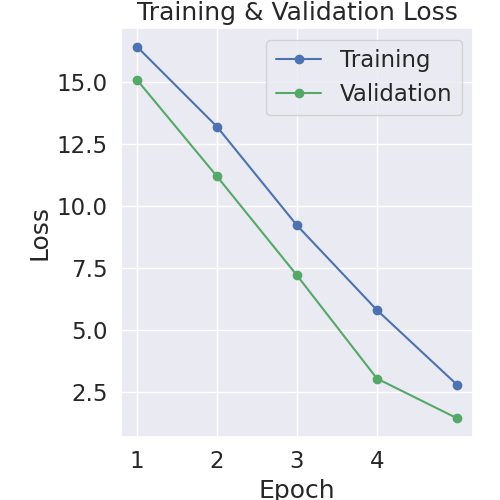 Training & Validation Loss
Training
Validation
Loss
15.0
12.5
10.0
7.5
5.0
2.5
1 2 3 4
Epoch